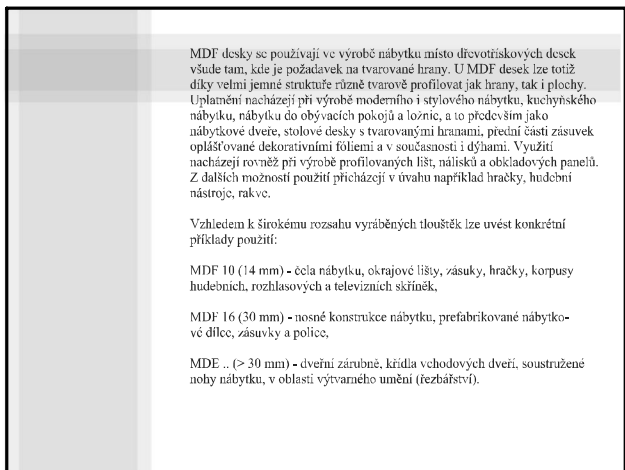 MDF desky se používají ve výrobě nábytku místo dřevotřískových desek
všude tam, kde je požadavek na tvarované hrany. U MDF desek lze totiž
díky velmi jemné struktuře různě tvarově profilovat jak hrany, tak i plochy.
Uplatnění nacházejí při výrobě moderního i stylového nábytku, kuchyňského
nábytku, nábytku do obývacích pokojů a ložnic, a to především jako
nábytkové dveře, stolové desky s tvarovanými hranami, přední části zásuvek
oplášťované dekorativními fóliemi a v současnosti i dýhami. Využití
nacházejí rovněž při výrobě profilovaných lišt, nálisků a obkladových panelů.
Z dalších možností použití přicházejí v úvahu například hračky, hudební
nástroje, rakve.
Vzhledem k širokému rozsahu vyráběných tlouštěk lze uvést konkrétní
příklady použití:
MDF 10 (14 mm) - čela nábytku, okrajové lišty, zásuky, hračky, korpusy
hudebních, rozhlasových a televizních skříněk,
MDF 16 (30 mm) - nosné konstrukce nábytku, prefabrikované nábytko-
vé dílce, zásuvky a police,
MDE .. (> 30 mm) - dveřní zárubně, křídla vchodových dveří, soustružené
nohy nábytku, v oblasti výtvarného umění (řezbářství).